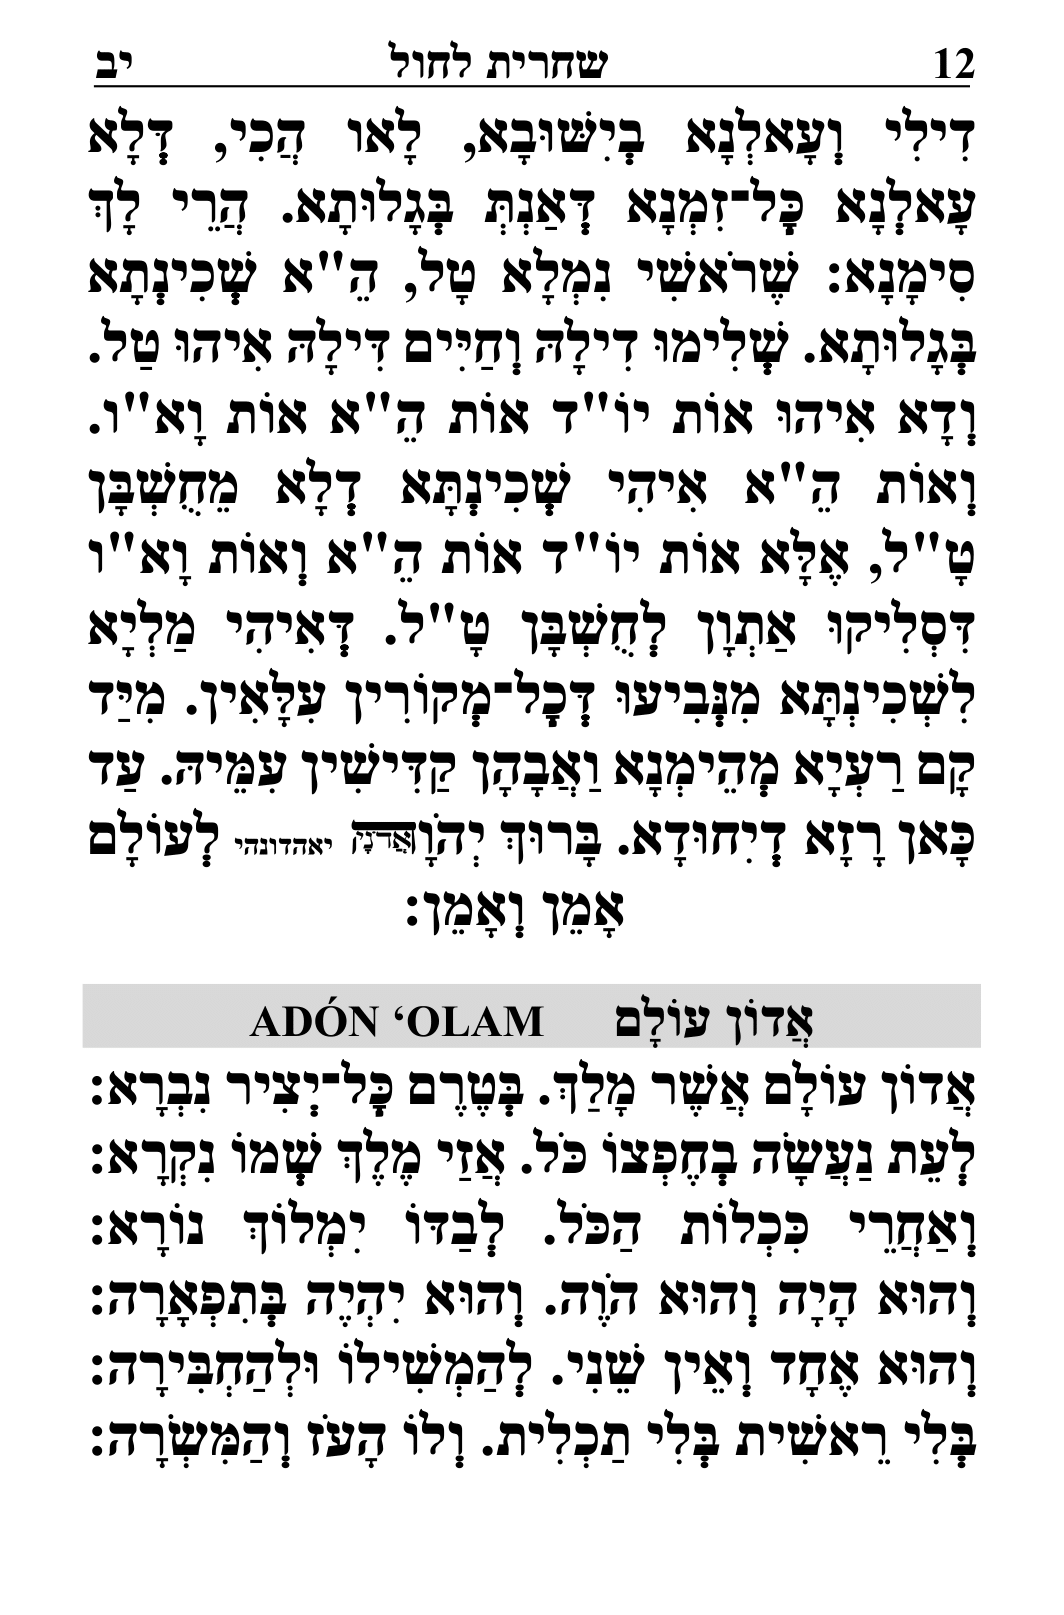 12 שחרית לחול יב
דִילִי וְעָאלְנָא בְיִשּׁוּבָא, לָאו הֲכִי, דְּלָא
עָאלְנָא כָּל־זִמְנָא דְּאַנְתְּ בְּגָלוּתָא. הֲרֵי לָךְ
סִימָנָא: שֶׁרֹאשִׁי נִמְלָא טָל, הֵ"א שְׁכִינְתָא
בְּגָלוּתָא. שְׁלִימוּ דִילָהּ וְחַיִּים דִּילָהּ אִיהוּ טַל.
וְדָא אִיהוּ אוֹת יוֹ"ד אוֹת הֵ"א אוֹת וָא"ו.
וְאוֹת הֵ"א אִיהִי שְׁכִינְתָּא דְלָא מֵחֻשְׁבָּן
טָ"ל, אֶלָּא אוֹת יוֹ"ד אוֹת הֵ"א וְאוֹת וָא"ו
דִּסְלִיקוּ אַתְוָן לְחֻשְׁבָּן טָ"ל. דְּאִיהִי מַלְיָא
לִשְׁכִינְתָּא מִנְּבִיעוּ דְּכָל־מְקוֹרִין עִלָּאִין. מִיַּד
קָם רַעְיָא מְהֵימְנָא וַאֲבָהָן קַדִּישִׁין עִמֵּיהּ. עַד
כָּאן רָזָא דְיִחוּדָא. בָּרוּךְ יְהֹוָהאֲדֹנָי יאהדונהי לְעוֹלָם
אָמֵן וְאָמֵן:
ADÓN ‘OLAM אֲדוֹן עוֹלָם
אֲדוֹן עוֹלָם אֲשֶׁר מָלַךְ. בְּטֶרֶם כָּל־יְצִיר נִבְרָא:
לְעֵת נַעֲשָׂה בְחֶפְצוֹ כֹּל. אֲזַי מֶלֶךְ שְׁמוֹ נִקְרָא:
וְאַחֲרֵי כִּכְלוֹת הַכֹּל. לְבַדּוֹ יִמְלוֹךְ נוֹרָא:
וְהוּא הָיָה וְהוּא הֹוֶה. וְהוּא יִהְיֶה בְּתִפְאָרָה:
וְהוּא אֶחָד וְאֵין שֵׁנִי. לְהַמְשִׁילוֹ וּלְהַחְבִּירָה:
בְּלִי רֵאשִׁית בְּלִי תַכְלִית. וְלוֹ הָעֹז וְהַמִּשְׂרָה: